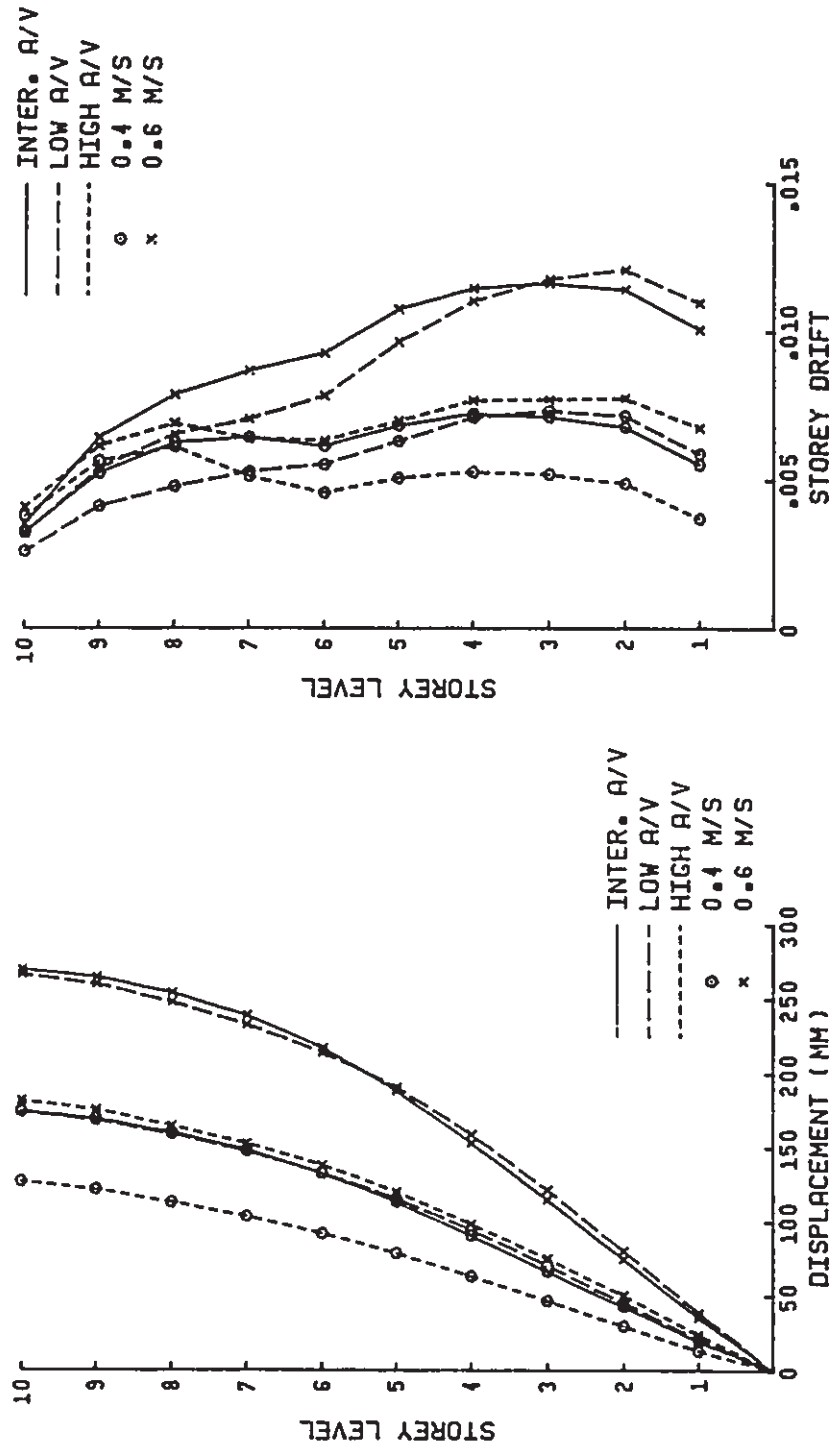 INTER. A/V
LOW A/V
HIGH A/V
0.4 M/S
0.6 M/S
STOREY LEVEL
10
9
8
7
6
5
4
3
2
1
0
50
100
150
200
250
300
DISPLACEMENT (MM)
INTER. A/V
LOW A/V
HIGH A/V
0.4 M/S
0.6 M/S
STOREY LEVEL
10
9
8
7
6
5
4
3
2
1
0
.005
.010
.015
STOREY DRIFT